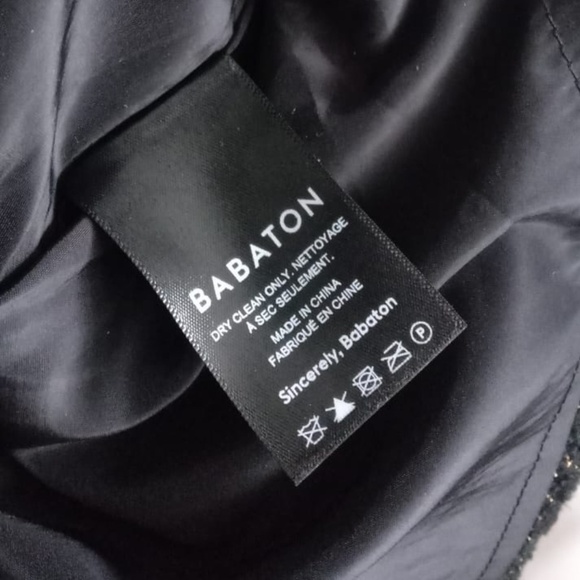 BABATON
DRY CLEAN ONLY. NETTOYAGE
À SEC SEULEMENT.
MADE IN CHINA
FABRIQUÉ EN CHINE
Sincerely, Babaton
P